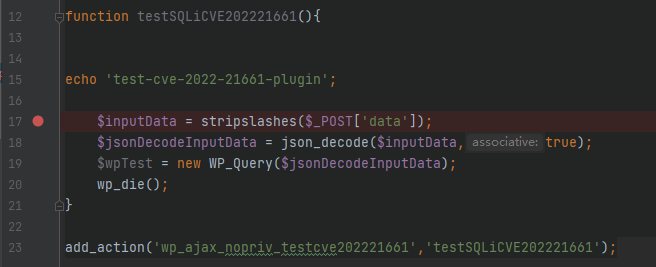 12 function testSQLiCVE202221661(){
13
14
15 echo 'test-cve-2022-21661-plugin';
16
17 $inputData = stripslashes($_POST['data']);
18 $jsonDecodeInputData = json_decode($inputData, associative: true);
19 $wpTest = new WP_Query($jsonDecodeInputData);
20 wp_die();
21 }
22
23 add_action('wp_ajax_nopriv_testcve202221661','testSQLiCVE202221661');